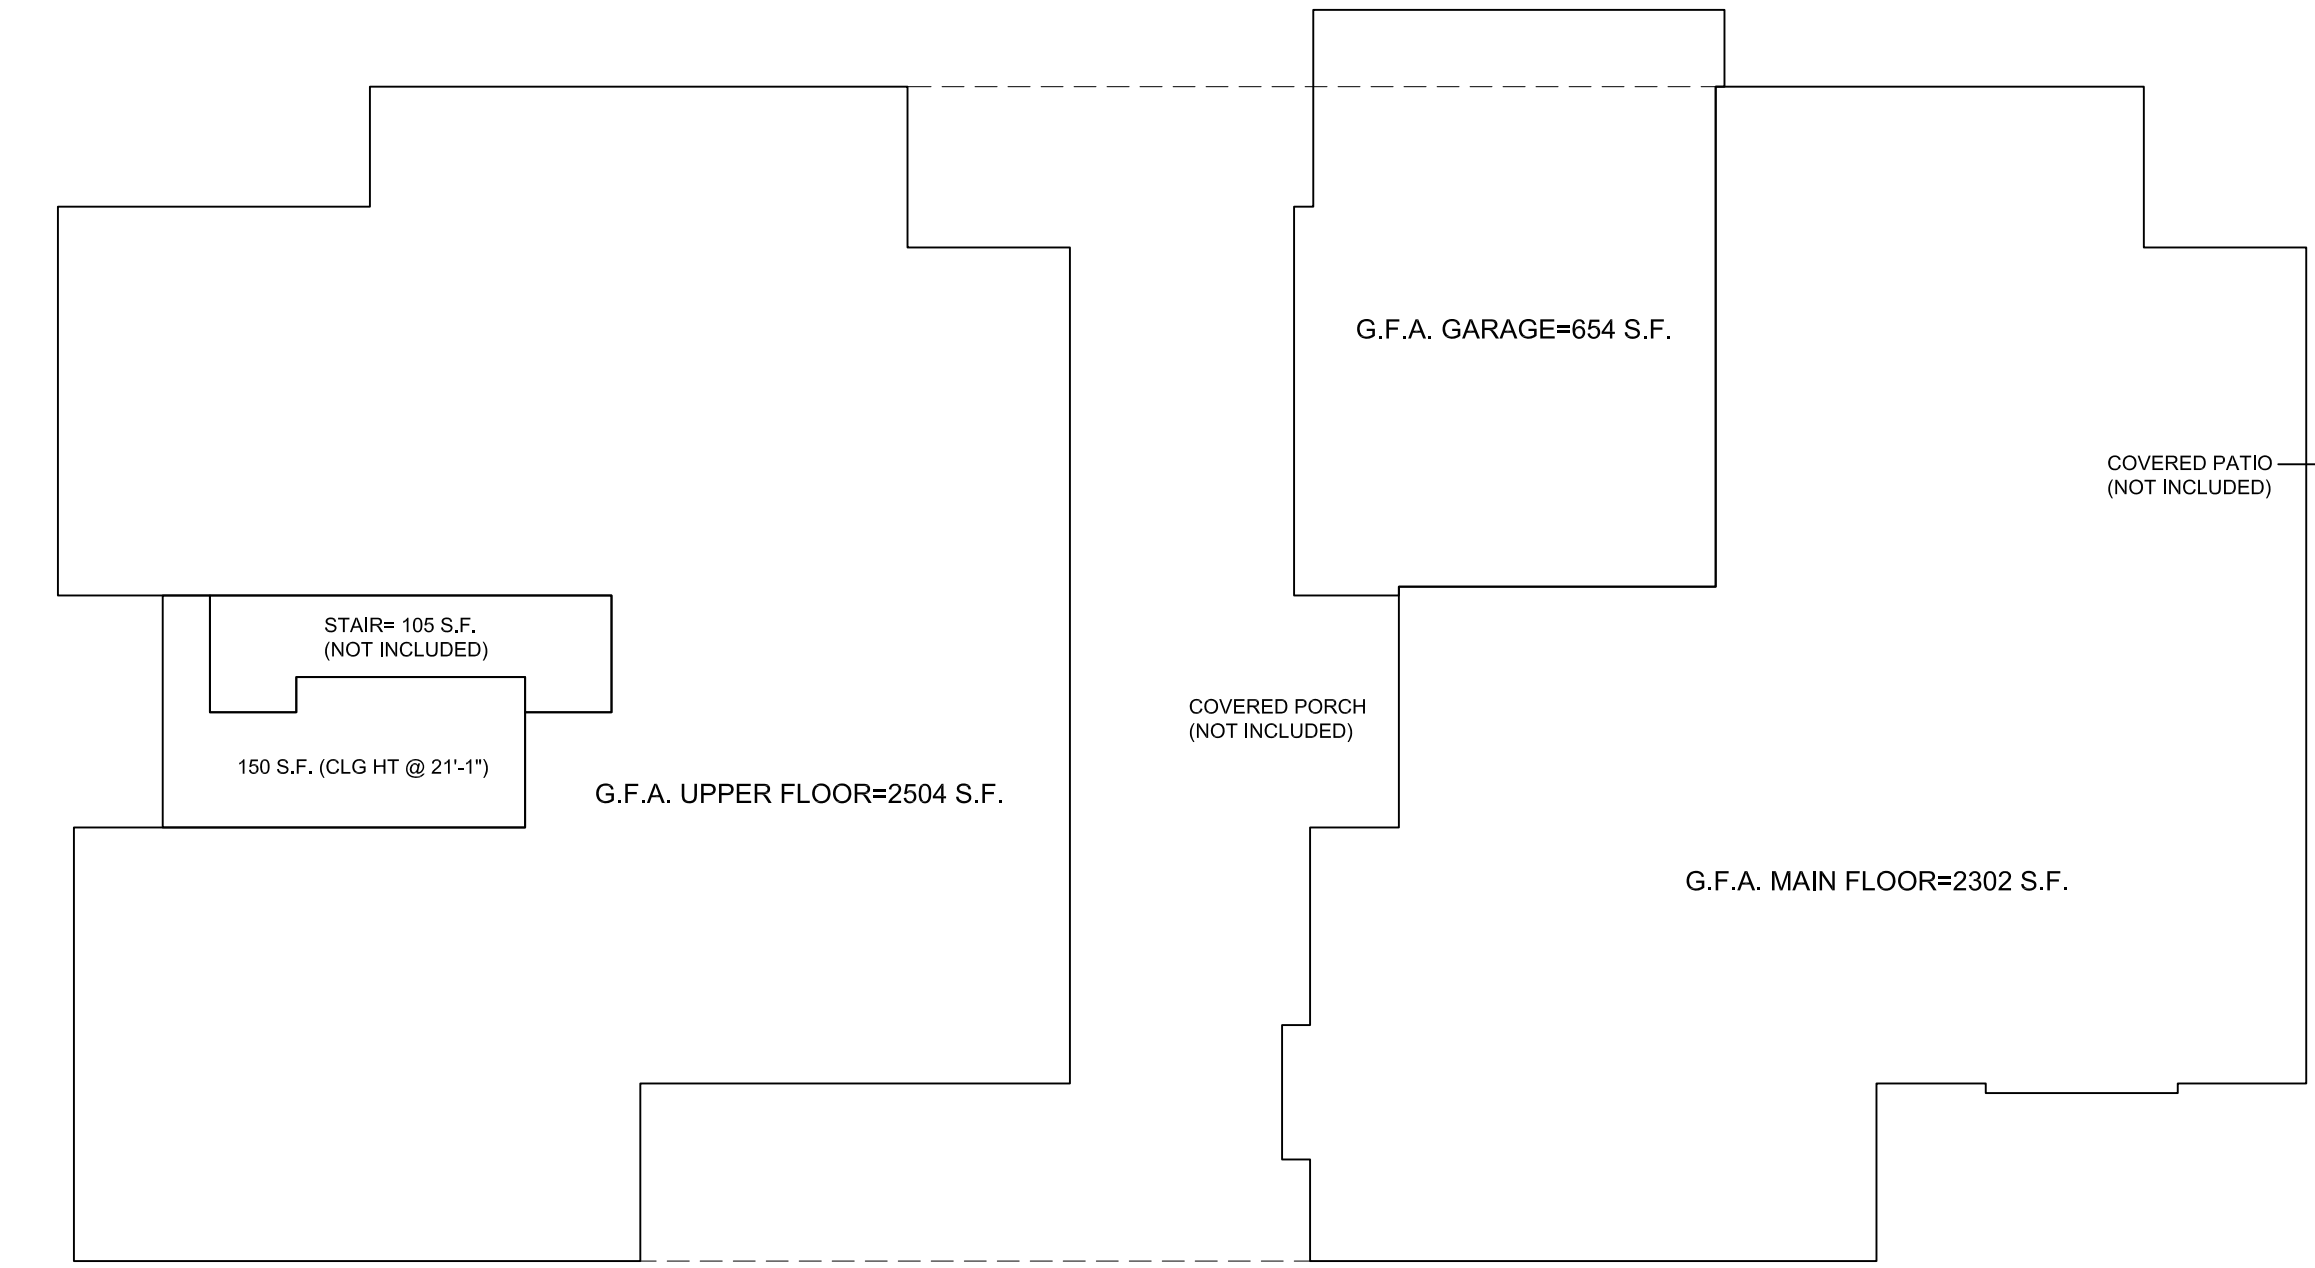 G.F.A. GARAGE=654 S.F.
COVERED PATIO
(NOT INCLUDED)
STAIR= 105 S.F.
(NOT INCLUDED)
COVERED PORCH
(NOT INCLUDED)
150 S.F. (CLG HT @ 21'-1")
G.F.A. UPPER FLOOR=2504 S.F.
G.F.A. MAIN FLOOR=2302 S.F.